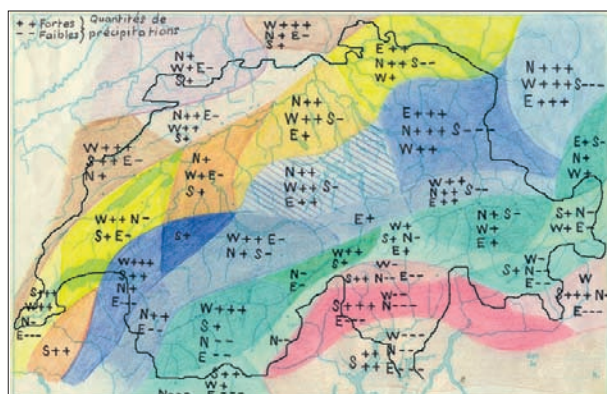 ++ Fortes } Quantités de
-- Faibles } précipitations
W+++
N++ E-
S+
E++
N++ S--
W+
N+++
W+++S--
E+++
N+
W+E-
S+
N++E-
W+++
S+
N++
W++S-
E+
E+++
N+++S---
W++
W+++
S++E-
N+
N+
W+E-
S+
N++
W++S-
E++
W+++
N++S--
E++
E+S-
N+
W+
N+S-
W+
E+
S+N-
W+E-
W++N-
S+E-
S+
W++E-
N+S-
E+
W+
S+N-
E+
W++
S+
S+N--
E--
W+++
S++
N+
E--
S+++
W++
N--
E---
N++
E--
W+++
S+
N--
E--
N-
E-
W-
S++N--E--
S+++
E---
W--
N---
W
S+++N--
E---
S++
N--
S++
S++
E---
W--
N---
E---
S++
W+